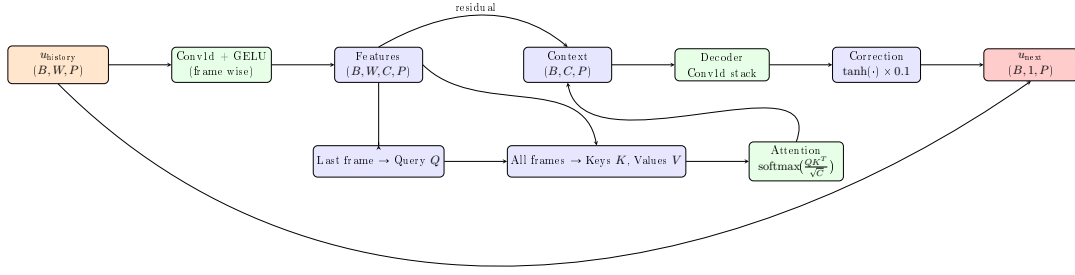 residual
u_history
(B, W, P)
Conv1d + GELU
(frame wise)
Features
(B, W, C, P)
Context
(B, C, P)
Decoder
Conv1d stack
Correction
tanh(·) × 0.1
u_next
(B, 1, P)
Last frame → Query Q
All frames → Keys K, Values V
Attention
softmax(QK^T/√C)